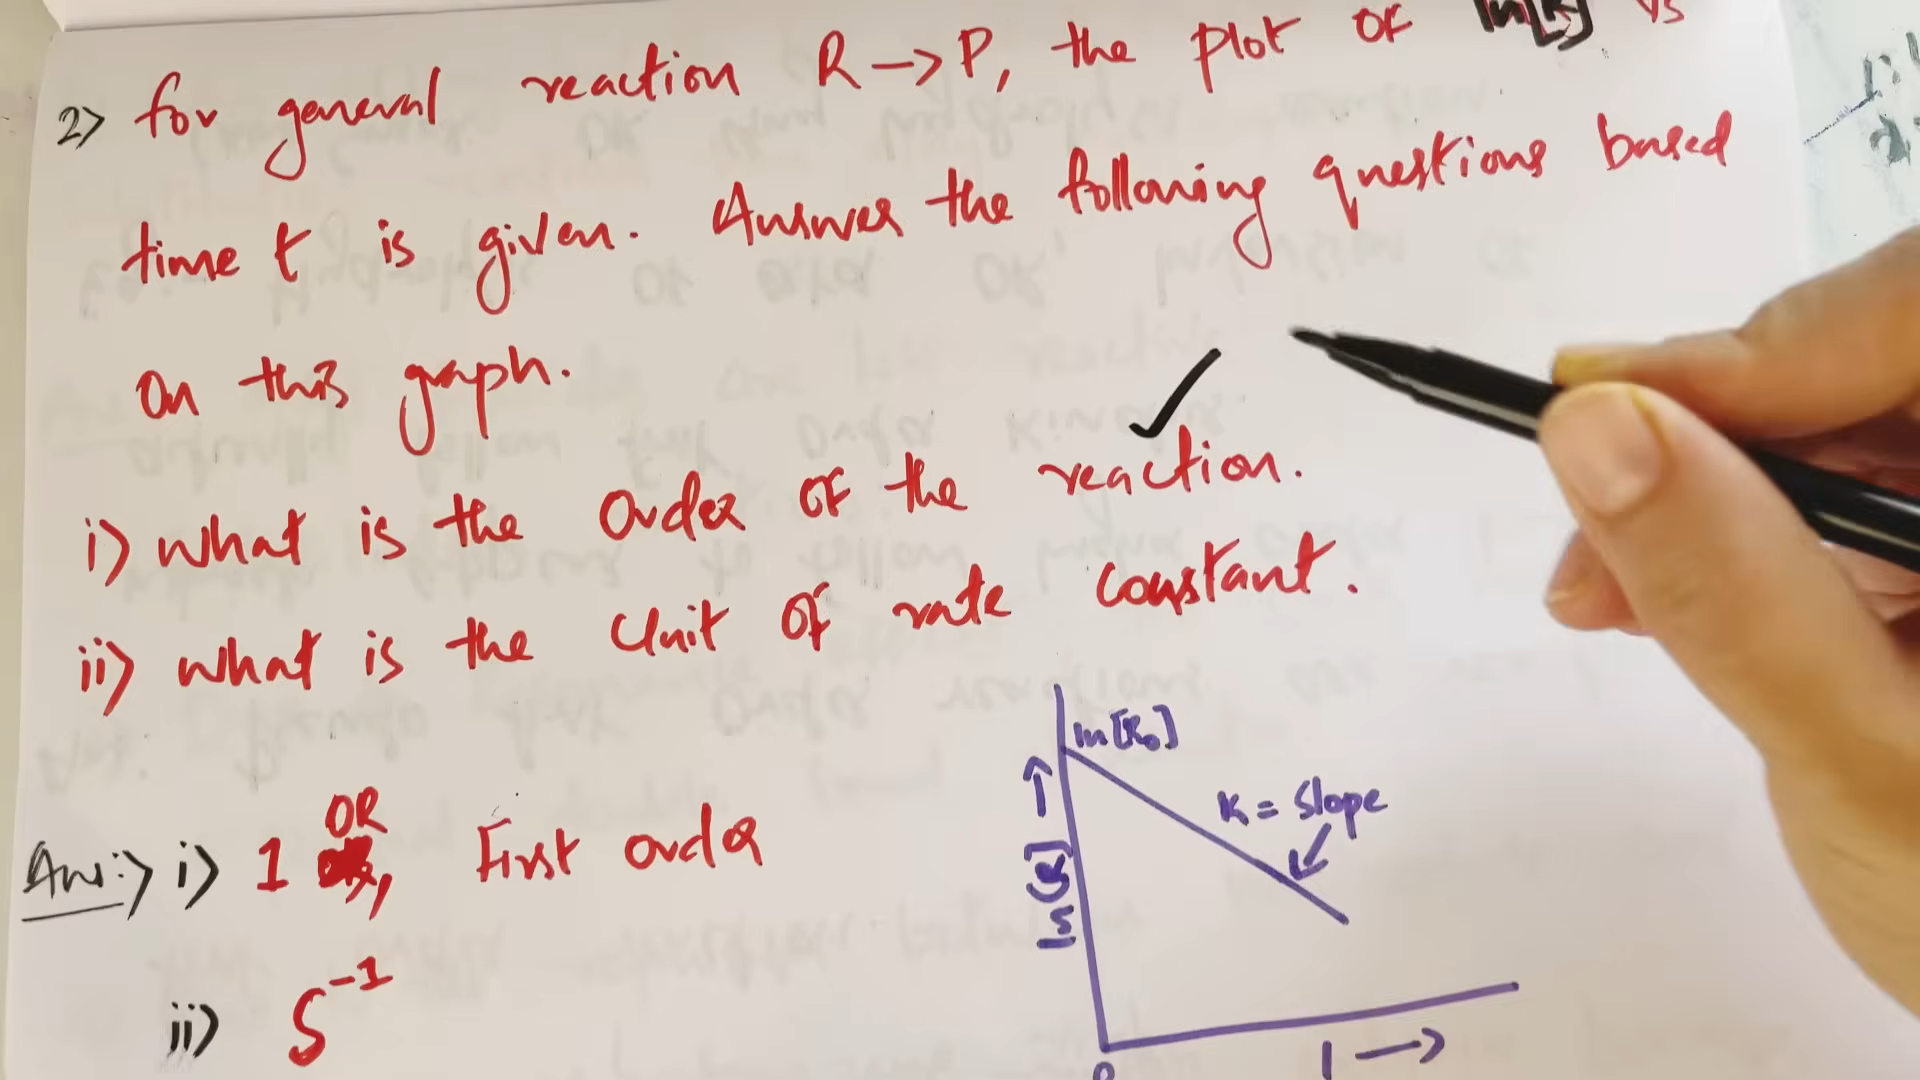 2) for general reaction R → P, the plot of ln[R] vs
time t is given. Answer the following questions based
on this graph.
i) what is the Order of the reaction.
ii) what is the Unit of rate constant.
Ans:) i) 1 OR, First order
ii) S⁻¹
ln[R₀]
K = Slope
ln[R] →
0